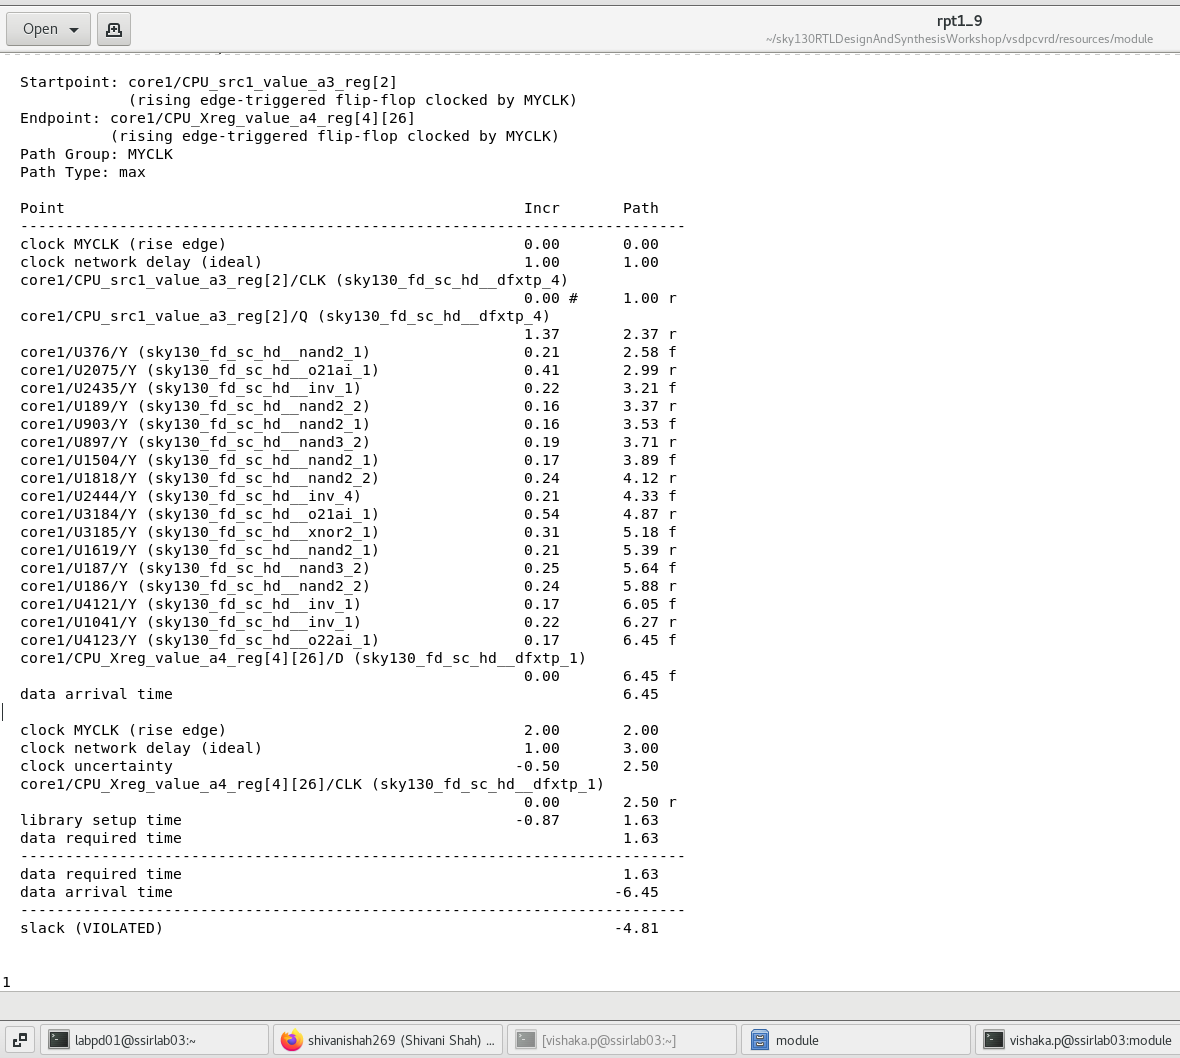 Open
rpt1_9
~/sky130RTLDesignAndSynthesisWorkshop/vsdpcvrd/resources/module
Startpoint: core1/CPU_src1_value_a3_reg[2]
(rising edge-triggered flip-flop clocked by MYCLK)
Endpoint: core1/CPU_Xreg_value_a4_reg[4][26]
(rising edge-triggered flip-flop clocked by MYCLK)
Path Group: MYCLK
Path Type: max
Point Incr Path
--------------------------------------------------------------------------
clock MYCLK (rise edge) 0.00 0.00
clock network delay (ideal) 1.00 1.00
core1/CPU_src1_value_a3_reg[2]/CLK (sky130_fd_sc_hd__dfxtp_4)
0.00 # 1.00 r
core1/CPU_src1_value_a3_reg[2]/Q (sky130_fd_sc_hd__dfxtp_4)
1.37 2.37 r
core1/U376/Y (sky130_fd_sc_hd__nand2_1) 0.21 2.58 f
core1/U2075/Y (sky130_fd_sc_hd__o21ai_1) 0.41 2.99 r
core1/U2435/Y (sky130_fd_sc_hd__inv_1) 0.22 3.21 f
core1/U189/Y (sky130_fd_sc_hd__nand2_2) 0.16 3.37 r
core1/U903/Y (sky130_fd_sc_hd__nand2_1) 0.16 3.53 f
core1/U897/Y (sky130_fd_sc_hd__nand3_2) 0.19 3.71 r
core1/U1504/Y (sky130_fd_sc_hd__nand2_1) 0.17 3.89 f
core1/U1818/Y (sky130_fd_sc_hd__nand2_2) 0.24 4.12 r
core1/U2444/Y (sky130_fd_sc_hd__inv_4) 0.21 4.33 f
core1/U3184/Y (sky130_fd_sc_hd__o21ai_1) 0.54 4.87 r
core1/U3185/Y (sky130_fd_sc_hd__xnor2_1) 0.31 5.18 f
core1/U1619/Y (sky130_fd_sc_hd__nand2_1) 0.21 5.39 r
core1/U187/Y (sky130_fd_sc_hd__nand3_2) 0.25 5.64 f
core1/U186/Y (sky130_fd_sc_hd__nand2_2) 0.24 5.88 r
core1/U4121/Y (sky130_fd_sc_hd__inv_1) 0.17 6.05 f
core1/U1041/Y (sky130_fd_sc_hd__inv_1) 0.22 6.27 r
core1/U4123/Y (sky130_fd_sc_hd__o22ai_1) 0.17 6.45 f
core1/CPU_Xreg_value_a4_reg[4][26]/D (sky130_fd_sc_hd__dfxtp_1)
0.00 6.45 f
data arrival time 6.45
clock MYCLK (rise edge) 2.00 2.00
clock network delay (ideal) 1.00 3.00
clock uncertainty -0.50 2.50
core1/CPU_Xreg_value_a4_reg[4][26]/CLK (sky130_fd_sc_hd__dfxtp_1)
0.00 2.50 r
library setup time -0.87 1.63
data required time 1.63
--------------------------------------------------------------------------
data required time 1.63
data arrival time -6.45
--------------------------------------------------------------------------
slack (VIOLATED) -4.81
1
labpd01@ssirlab03:~
shivanishah269 (Shivani Shah) ...
[vishaka.p@ssirlab03:~]
module
vishaka.p@ssirlab03:module